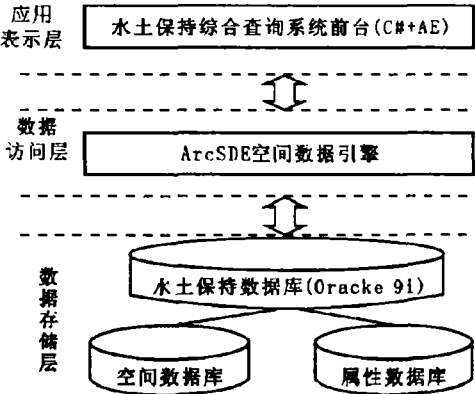 应用
表示层
水土保持综合查询系统前台(C#+AE)
数据
访问层
ArcSDE空间数据引擎
数据存储层
水土保持数据库(Oracke 9i)
空间数据库
属性数据库